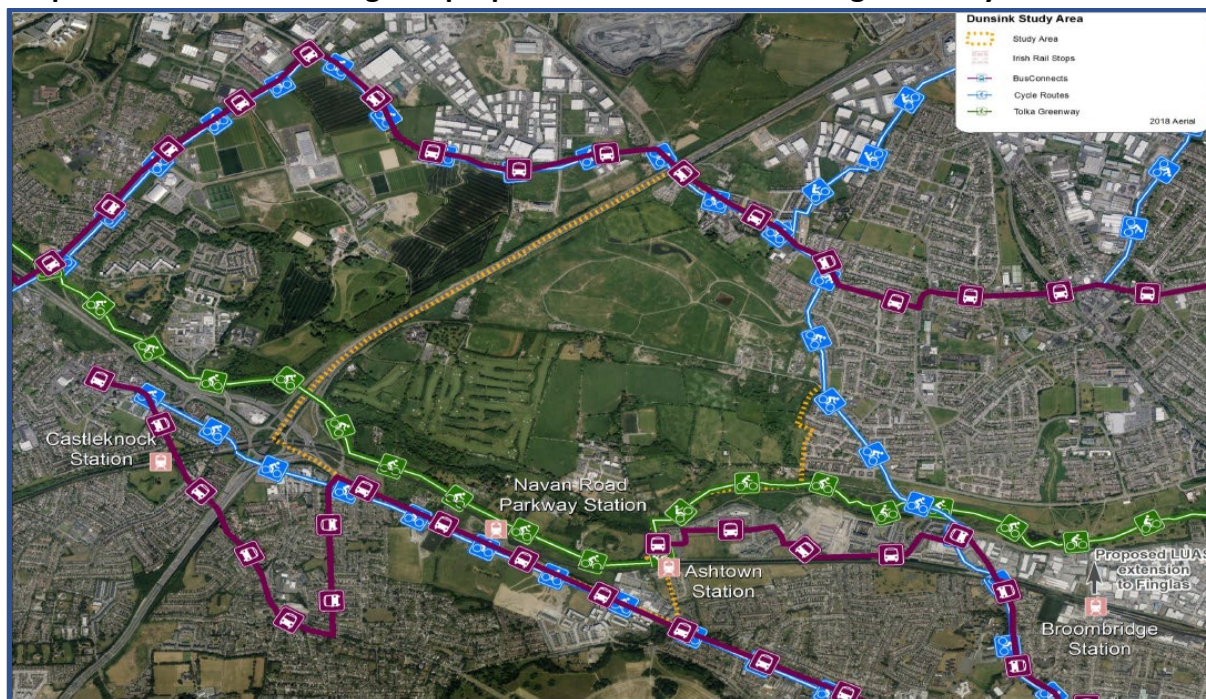 Dunsink Study Area
Study Area
Irish Rail Stops
BusConnects
Cycle Routes
Tolka Greenway
2018 Aerial
Castleknock
Station
Navan Road
Parkway Station
Ashtown
Station
Proposed LUAS
extension
to Finglas
Broombridge
Station